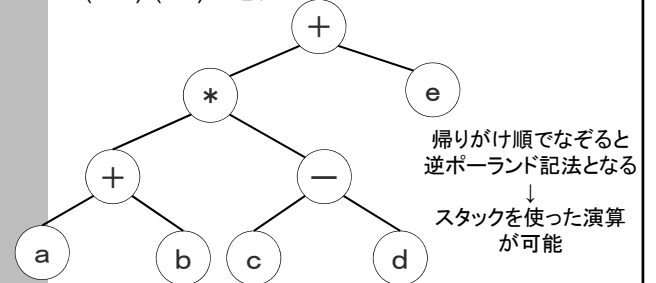 +
* e
帰りがけ順でなぞると
逆ポーランド記法となる
+ −
↓
スタックを使った演算
が可能
a b c d